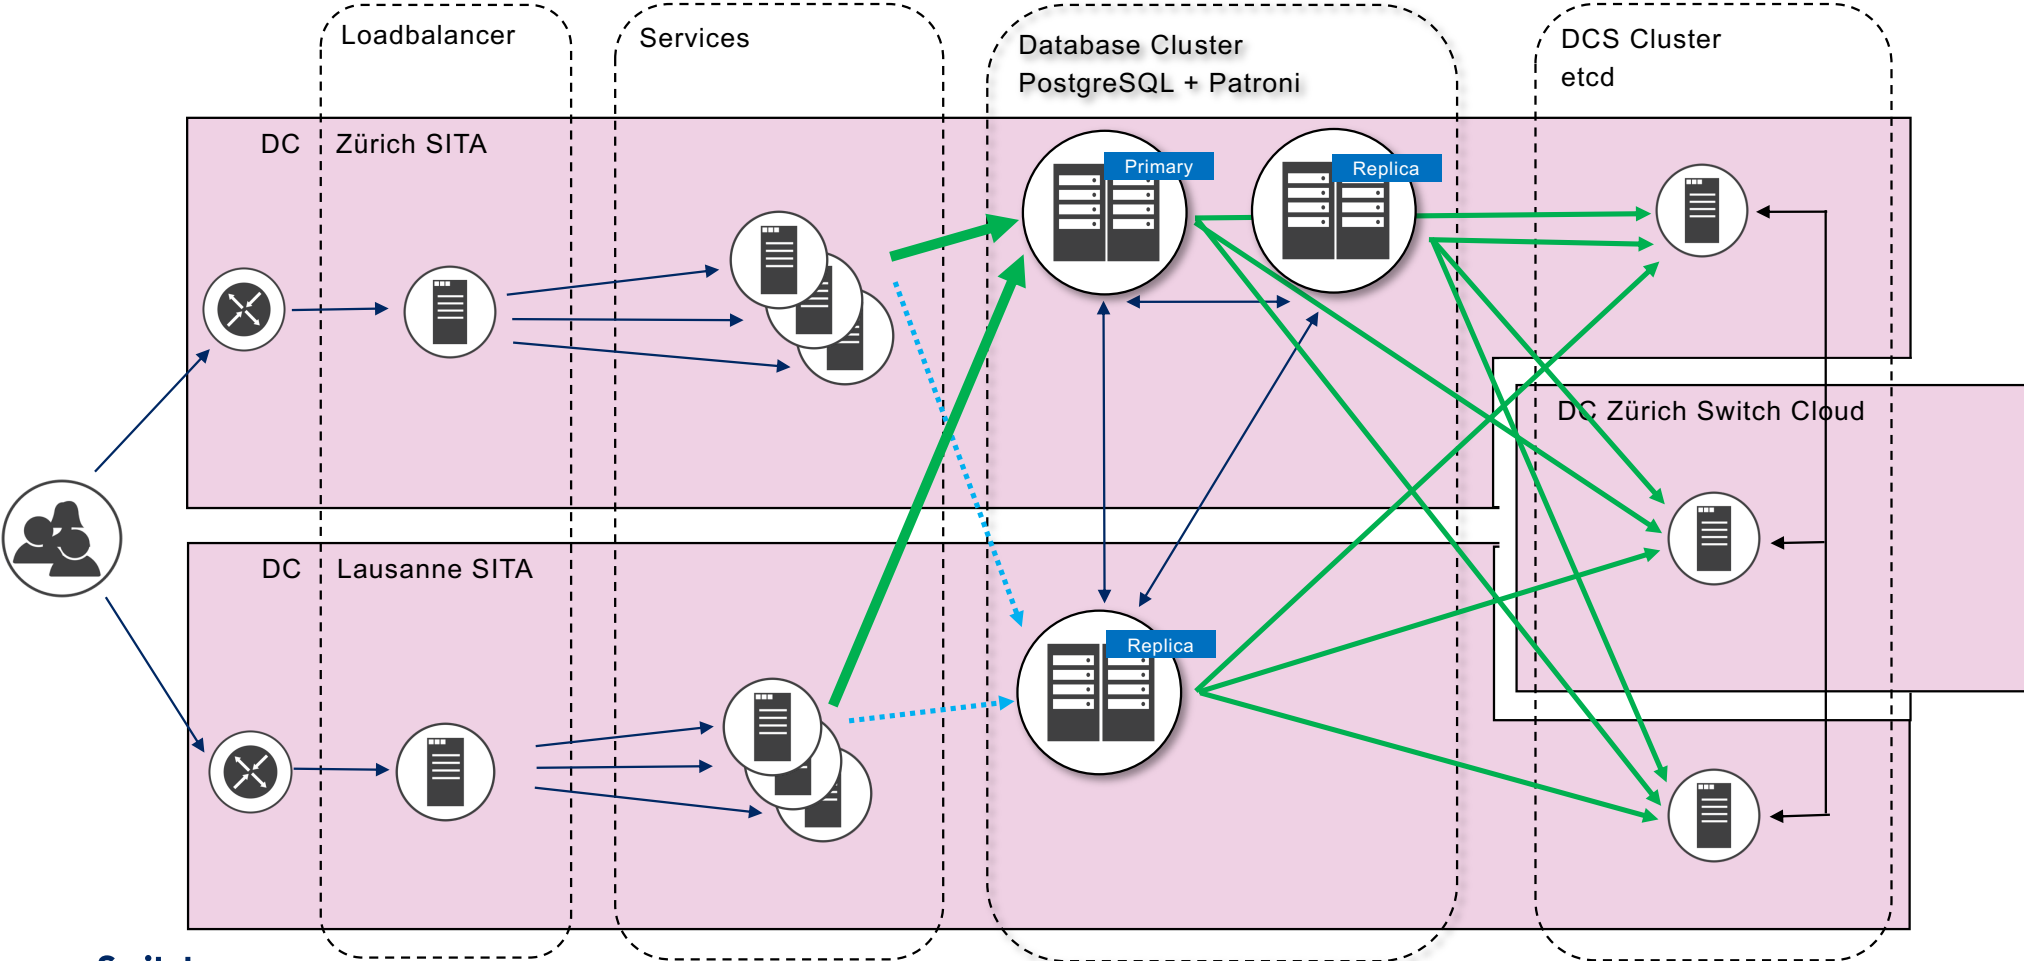 Loadbalancer
Services
Database Cluster
PostgreSQL + Patroni
DCS Cluster
etcd
DC Zürich SITA
Primary
Replica
DC Zürich Switch Cloud
DC Lausanne SITA
Replica